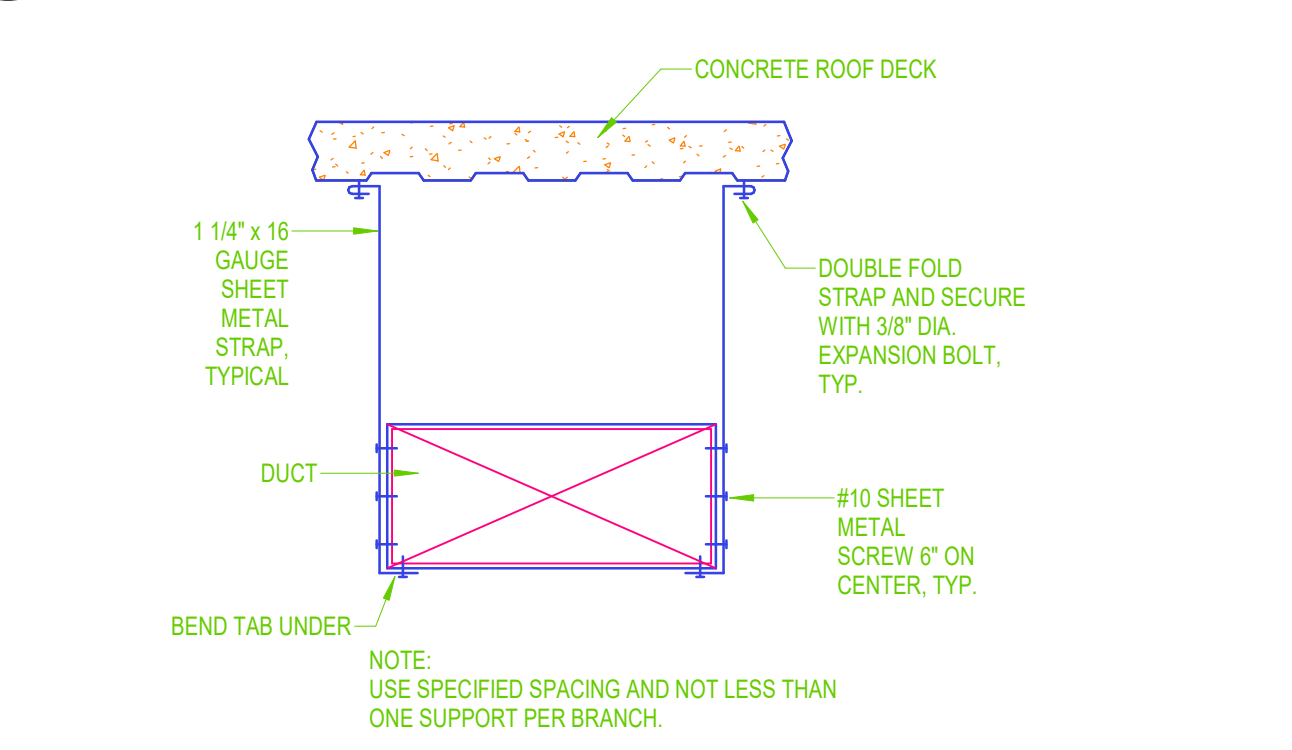 CONCRETE ROOF DECK
1 1/4" x 16
GAUGE
SHEET
METAL
STRAP,
TYPICAL
DOUBLE FOLD
STRAP AND SECURE
WITH 3/8" DIA.
EXPANSION BOLT,
TYP.
DUCT
#10 SHEET
METAL
SCREW 6" ON
CENTER, TYP.
BEND TAB UNDER
NOTE:
USE SPECIFIED SPACING AND NOT LESS THAN
ONE SUPPORT PER BRANCH.